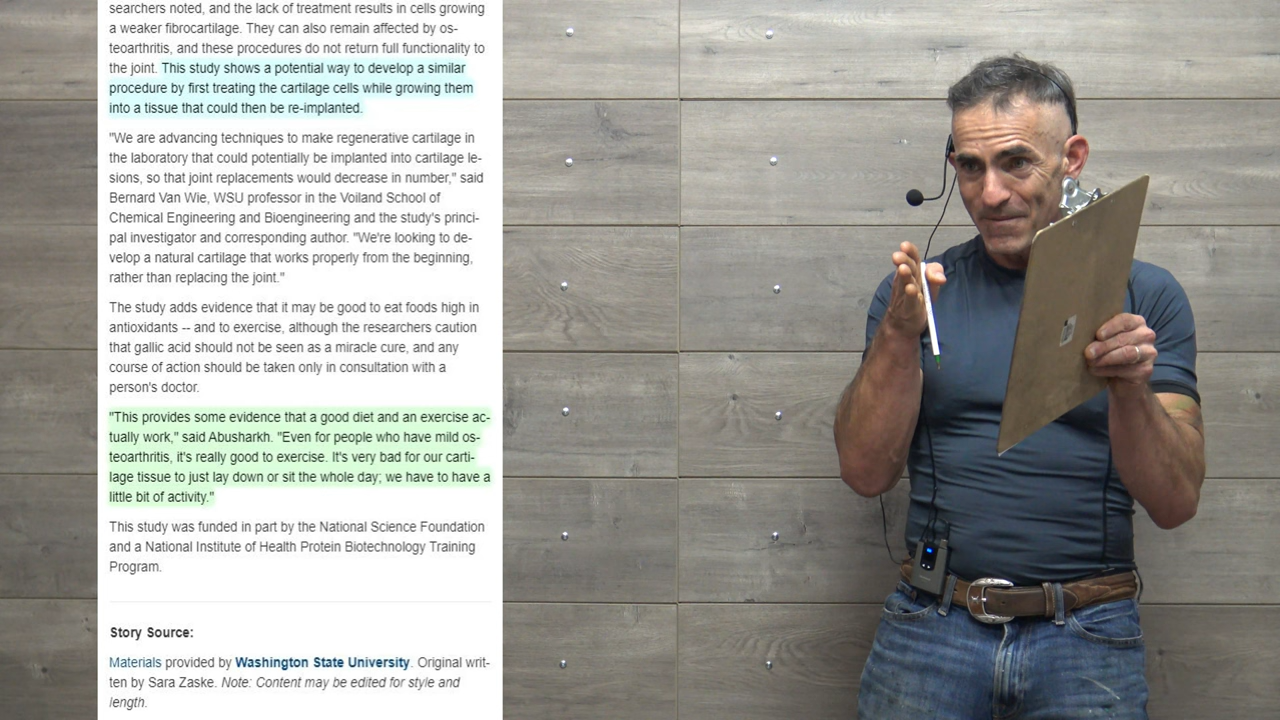 searchers noted, and the lack of treatment results in cells growing
a weaker fibrocartilage. They can also remain affected by os-
teoarthritis, and these procedures do not return full functionality to
the joint. This study shows a potential way to develop a similar
procedure by first treating the cartilage cells while growing them
into a tissue that could then be re-implanted.
"We are advancing techniques to make regenerative cartilage in
the laboratory that could potentially be implanted into cartilage le-
sions, so that joint replacements would decrease in number," said
Bernard Van Wie, WSU professor in the Voiland School of
Chemical Engineering and Bioengineering and the study's princi-
pal investigator and corresponding author. "We're looking to de-
velop a natural cartilage that works properly from the beginning,
rather than replacing the joint."
The study adds evidence that it may be good to eat foods high in
antioxidants -- and to exercise, although the researchers caution
that gallic acid should not be seen as a miracle cure, and any
course of action should be taken only in consultation with a
person's doctor.
"This provides some evidence that a good diet and an exercise ac-
tually work," said Abusharkh. "Even for people who have mild os-
teoarthritis, it's really good to exercise. It's very bad for our carti-
lage tissue to just lay down or sit the whole day; we have to have a
little bit of activity."
This study was funded in part by the National Science Foundation
and a National Institute of Health Protein Biotechnology Training
Program.
Story Source:
Materials provided by Washington State University. Original writ-
ten by Sara Zaske. Note: Content may be edited for style and
length.